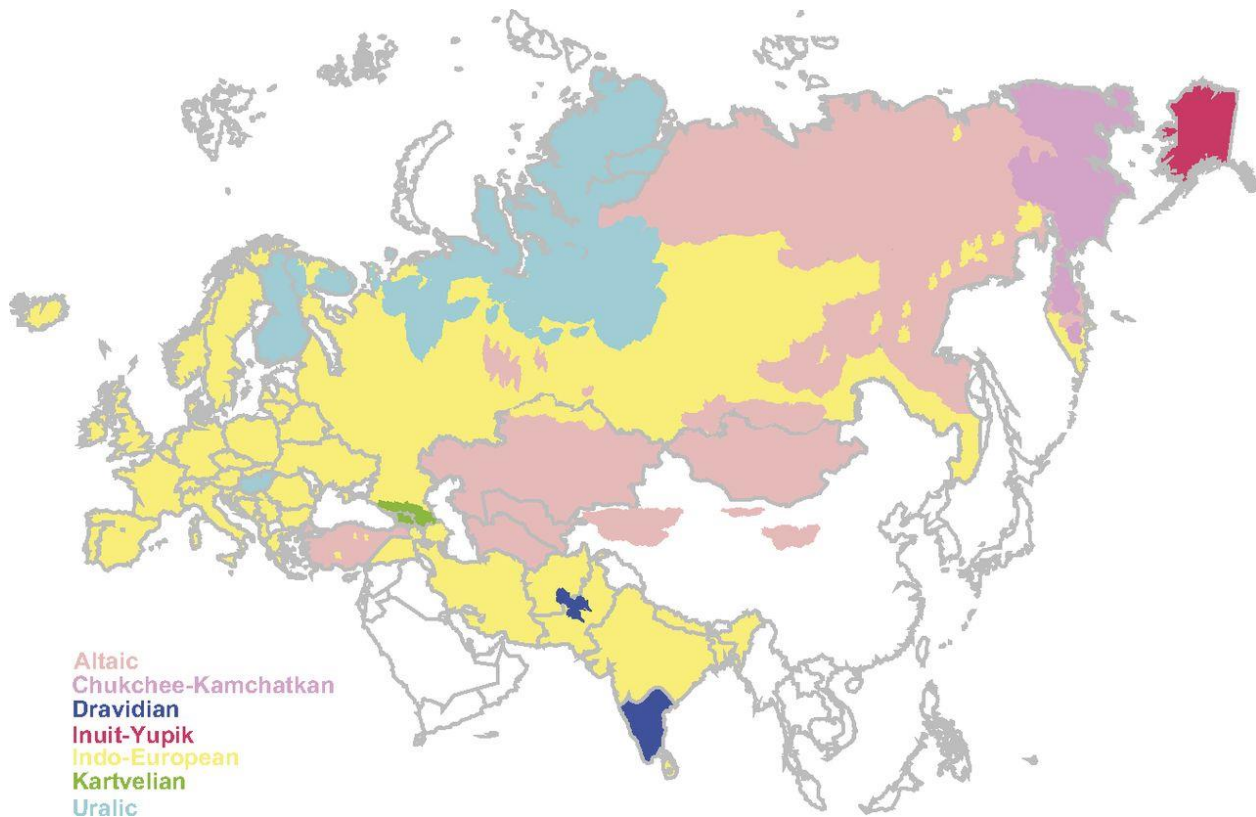 Altaic
Chukchee-Kamchatkan
Dravidian
Inuit-Yupik
Indo-European
Kartvelian
Uralic